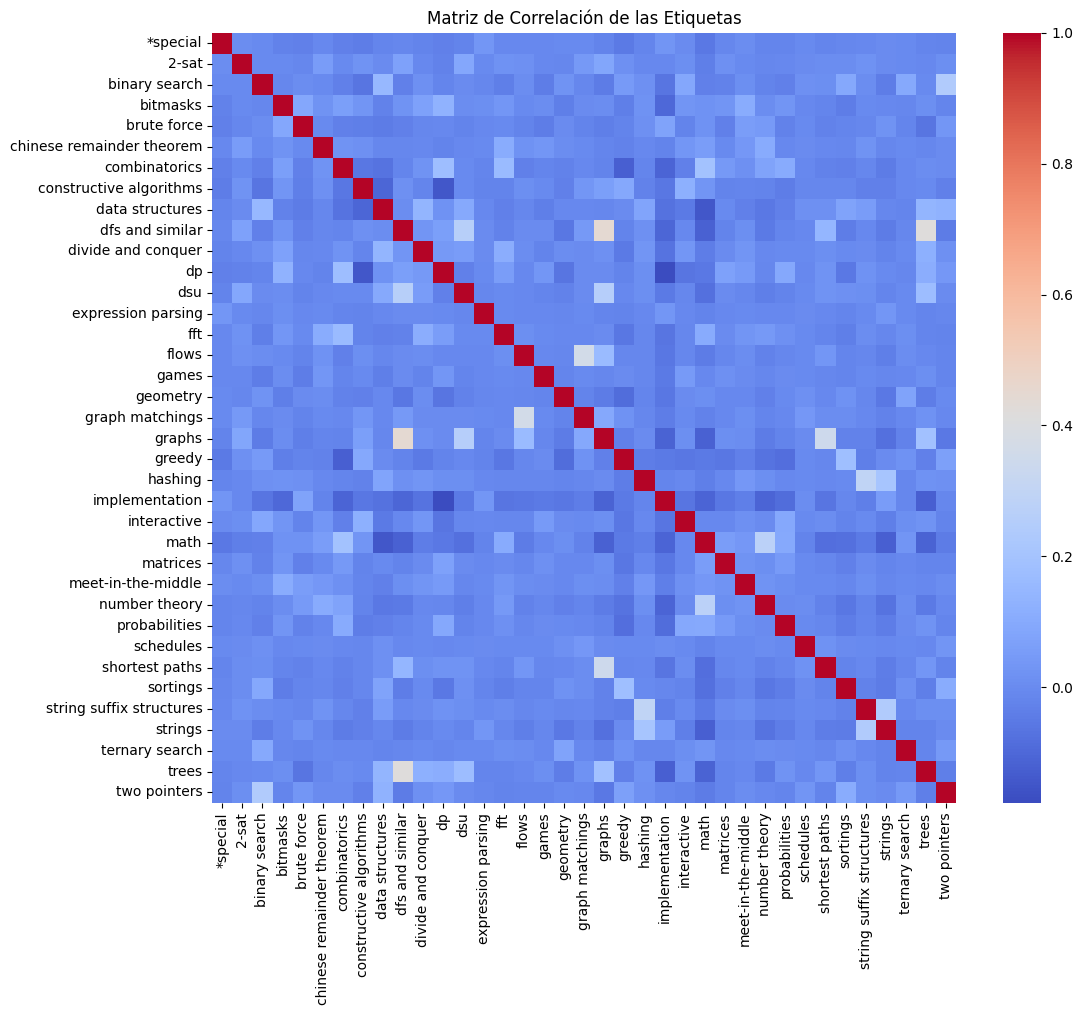 Matriz de Correlación de las Etiquetas
*special
2-sat
binary search
bitmasks
brute force
chinese remainder theorem
combinatorics
constructive algorithms
data structures
dfs and similar
divide and conquer
dp
dsu
expression parsing
fft
flows
games
geometry
graph matchings
graphs
greedy
hashing
implementation
interactive
math
matrices
meet-in-the-middle
number theory
probabilities
schedules
shortest paths
sortings
string suffix structures
strings
ternary search
trees
two pointers
*special
2-sat
binary search
bitmasks
brute force
chinese remainder theorem
combinatorics
constructive algorithms
data structures
dfs and similar
divide and conquer
dp
dsu
expression parsing
fft
flows
games
geometry
graph matchings
graphs
greedy
hashing
implementation
interactive
math
matrices
meet-in-the-middle
number theory
probabilities
schedules
shortest paths
sortings
string suffix structures
strings
ternary search
trees
two pointers
1.0
0.8
0.6
0.4
0.2
0.0